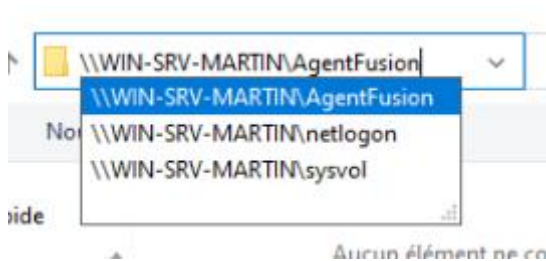 \\WIN-SRV-MARTIN\AgentFusion
\\WIN-SRV-MARTIN\AgentFusion
\\WIN-SRV-MARTIN\netlogon
\\WIN-SRV-MARTIN\sysvol
Aucun élément ne